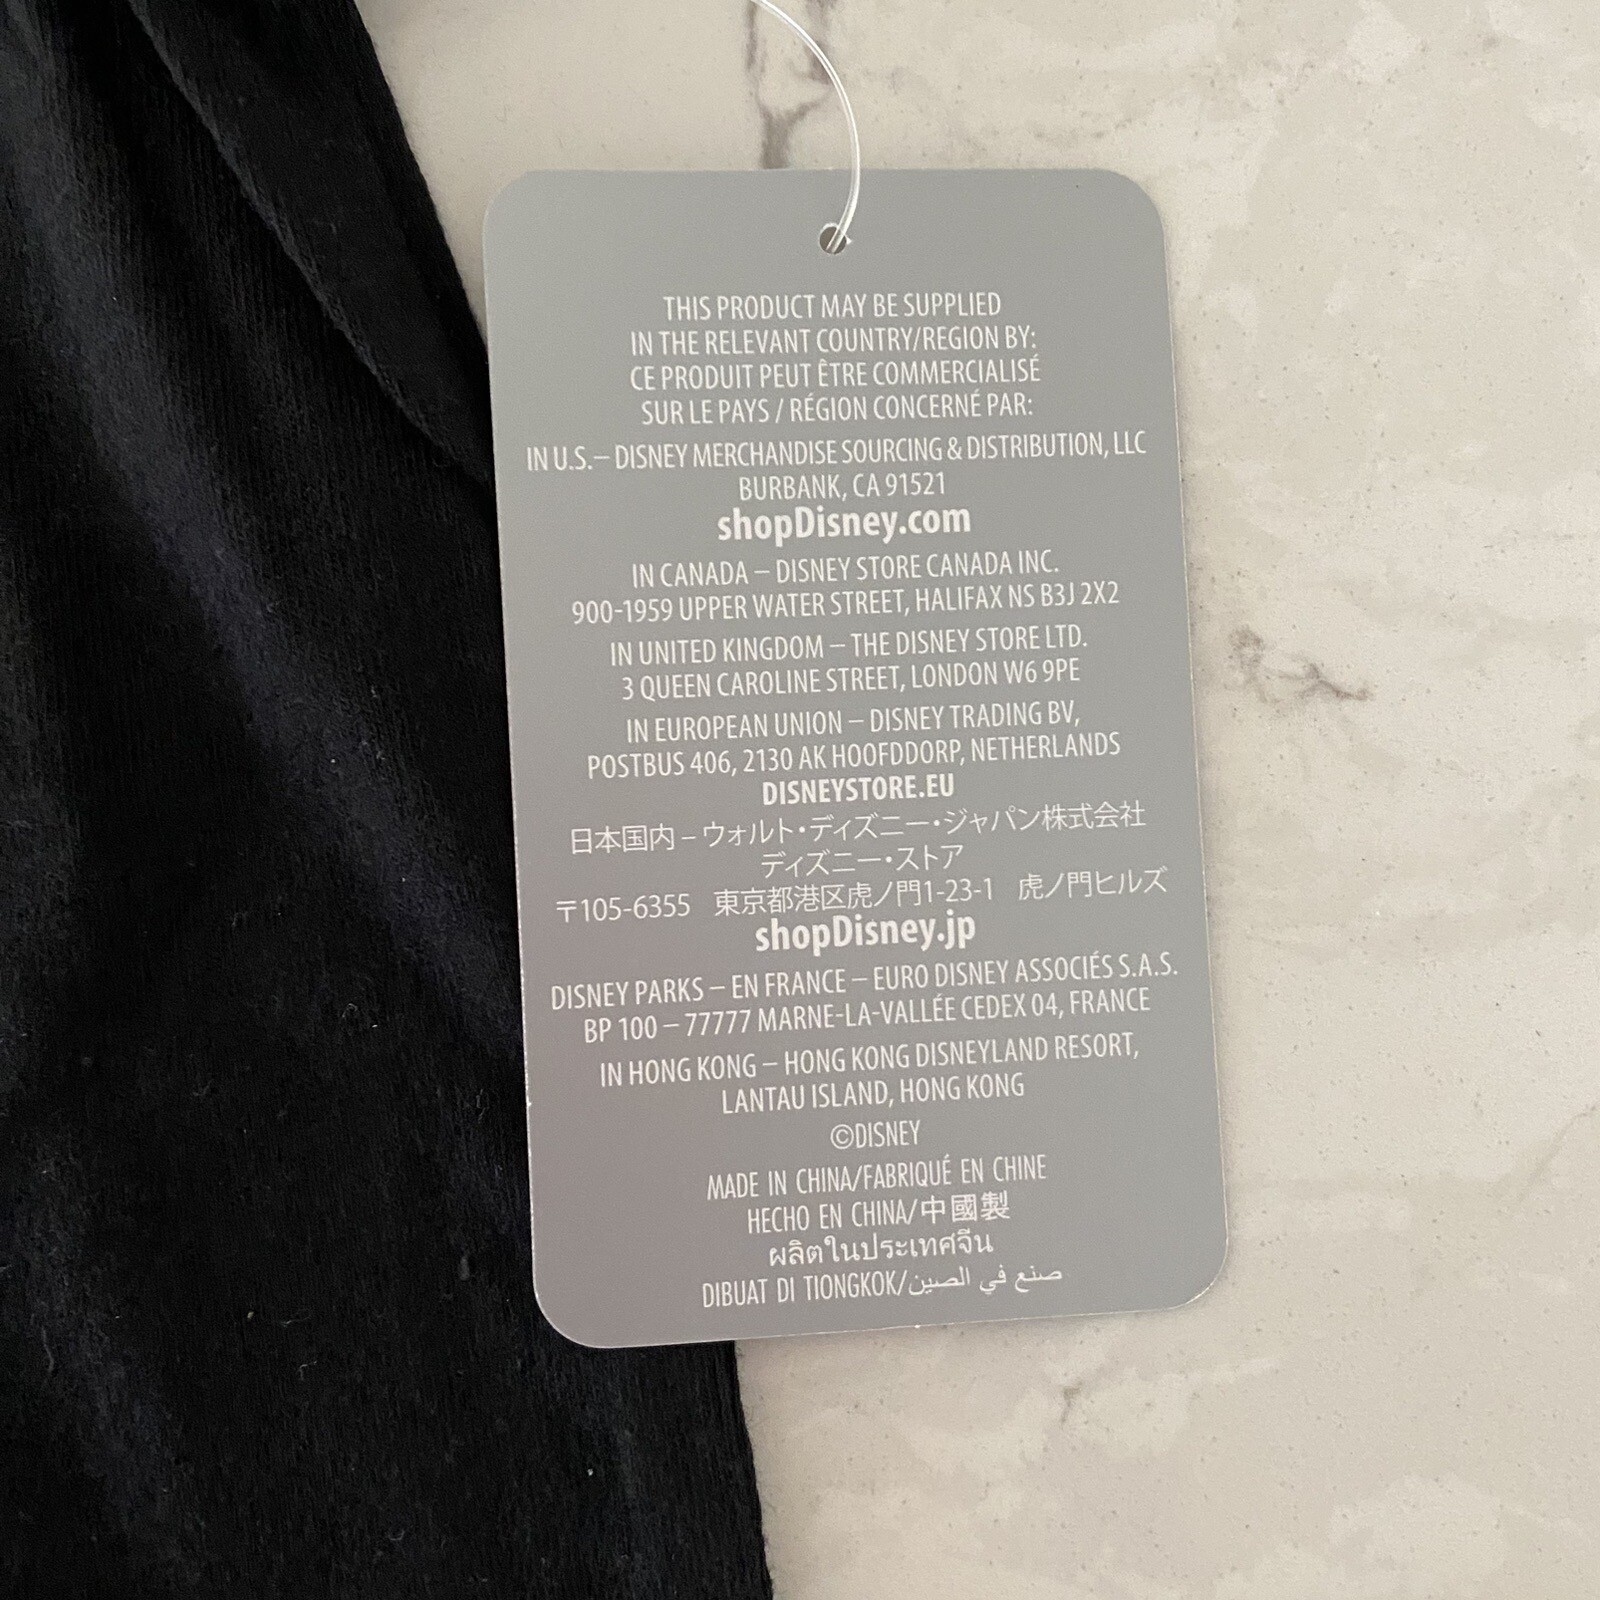 THIS PRODUCT MAY BE SUPPLIED
IN THE RELEVANT COUNTRY/REGION BY:
CE PRODUIT PEUT ÊTRE COMMERCIALISÉ
SUR LE PAYS / RÉGION CONCERNÉ PAR:
IN U.S.– DISNEY MERCHANDISE SOURCING & DISTRIBUTION, LLC
BURBANK, CA 91521
shopDisney.com
IN CANADA – DISNEY STORE CANADA INC.
900-1959 UPPER WATER STREET, HALIFAX NS B3J 2X2
IN UNITED KINGDOM – THE DISNEY STORE LTD.
3 QUEEN CAROLINE STREET, LONDON W6 9PE
IN EUROPEAN UNION – DISNEY TRADING BV,
POSTBUS 406, 2130 AK HOOFDDORP, NETHERLANDS
DISNEYSTORE.EU
日本国内 – ウォルト・ディズニー・ジャパン株式会社
ディズニー・ストア
〒105-6355 東京都港区虎ノ門1-23-1 虎ノ門ヒルズ
shopDisney.jp
DISNEY PARKS – EN FRANCE – EURO DISNEY ASSOCIÉS S.A.S.
BP 100 – 77777 MARNE-LA-VALLÉE CEDEX 04, FRANCE
IN HONG KONG – HONG KONG DISNEYLAND RESORT,
LANTAU ISLAND, HONG KONG
©DISNEY
MADE IN CHINA/FABRIQUÉ EN CHINE
HECHO EN CHINA/中國製
ผลิตในประเทศจีน
DIBUAT DI TIONGKOK/صنع في الصين